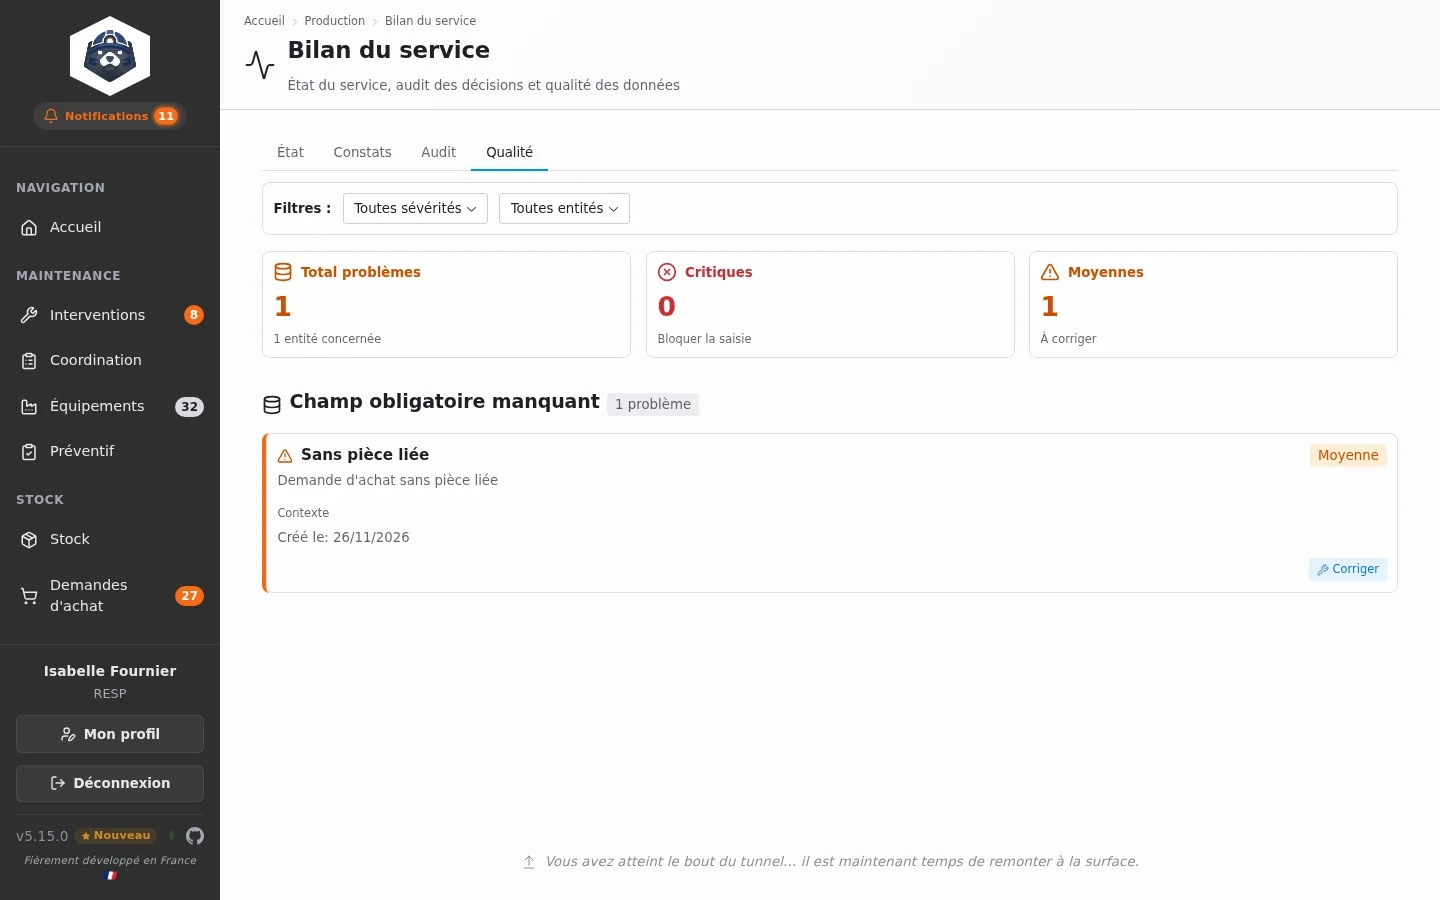 Notifications 11
NAVIGATION
Accueil
MAINTENANCE
Interventions 8
Coordination
Équipements 32
Préventif
STOCK
Stock
Demandes
d'achat
27
Isabelle Fournier
RESP
Mon profil
Déconnexion
v5.15.0 Nouveau
Fièrement développé en France
Accueil > Production > Bilan du service
Bilan du service
État du service, audit des décisions et qualité des données
État Constats Audit Qualité
Filtres : Toutes sévérités Toutes entités
Total problèmes
1
1 entité concernée
Critiques
0
Bloquer la saisie
Moyennes
1
À corriger
Champ obligatoire manquant 1 problème
Sans pièce liée Moyenne
Demande d'achat sans pièce liée
Contexte
Créé le: 26/11/2026
Corriger
Vous avez atteint le bout du tunnel... il est maintenant temps de remonter à la surface.